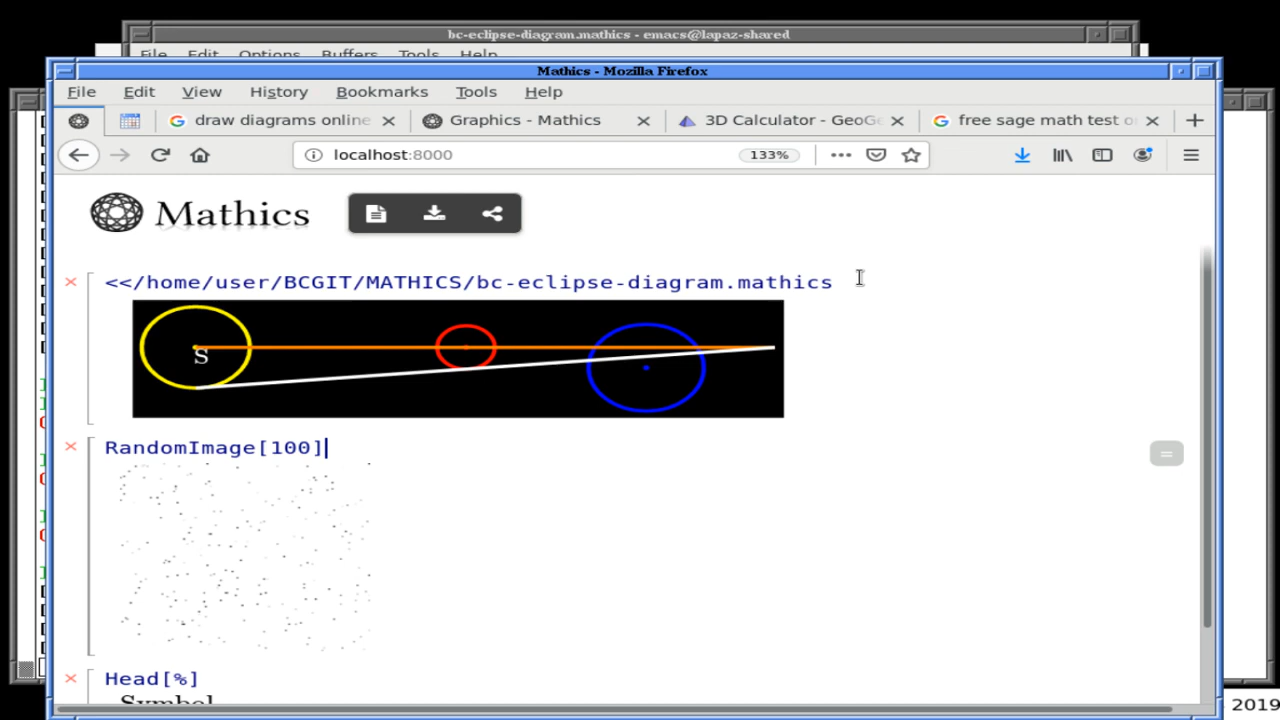 bc-eclipse-diagram.mathics - emacs@lapaz-shared
File Edit Options Buffers Tools Help
Mathics - Mozilla Firefox
File Edit View History Bookmarks Tools Help
draw diagrams online Graphics - Mathics 3D Calculator - GeoGe free sage math test o
localhost:8000 133%
Mathics
<</home/user/BCGIT/MATHICS/bc-eclipse-diagram.mathics
S
RandomImage[100]
=
Head[%]
Symbol
2019